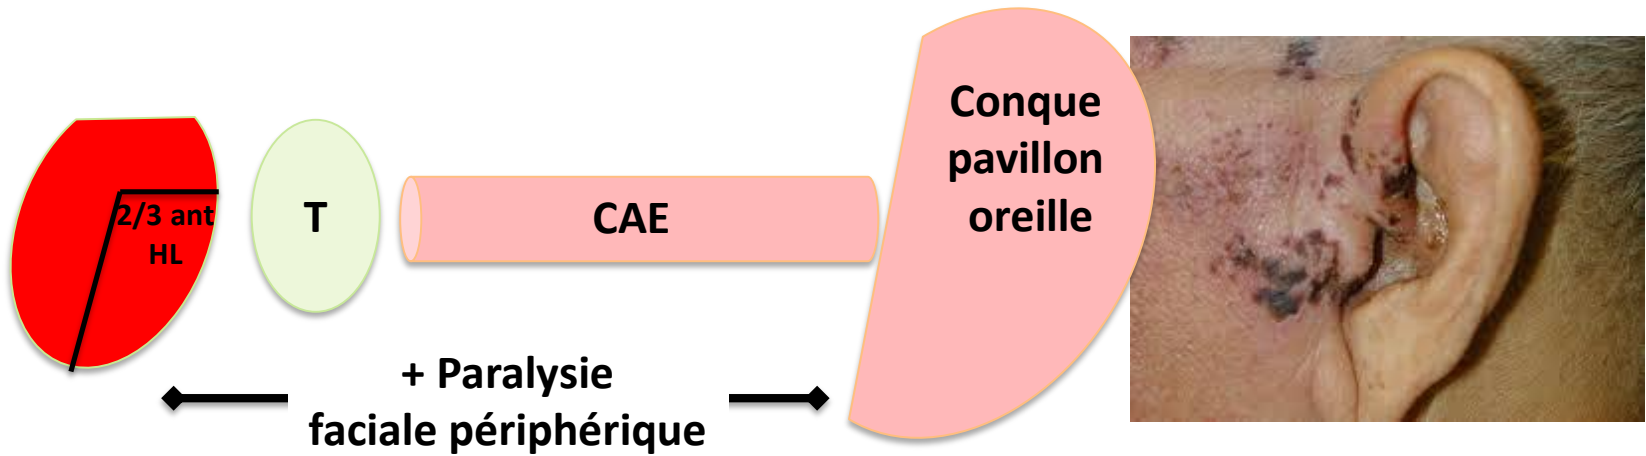 2/3 ant
HL
T
CAE
Conque
pavillon
oreille
+ Paralysie
faciale périphérique